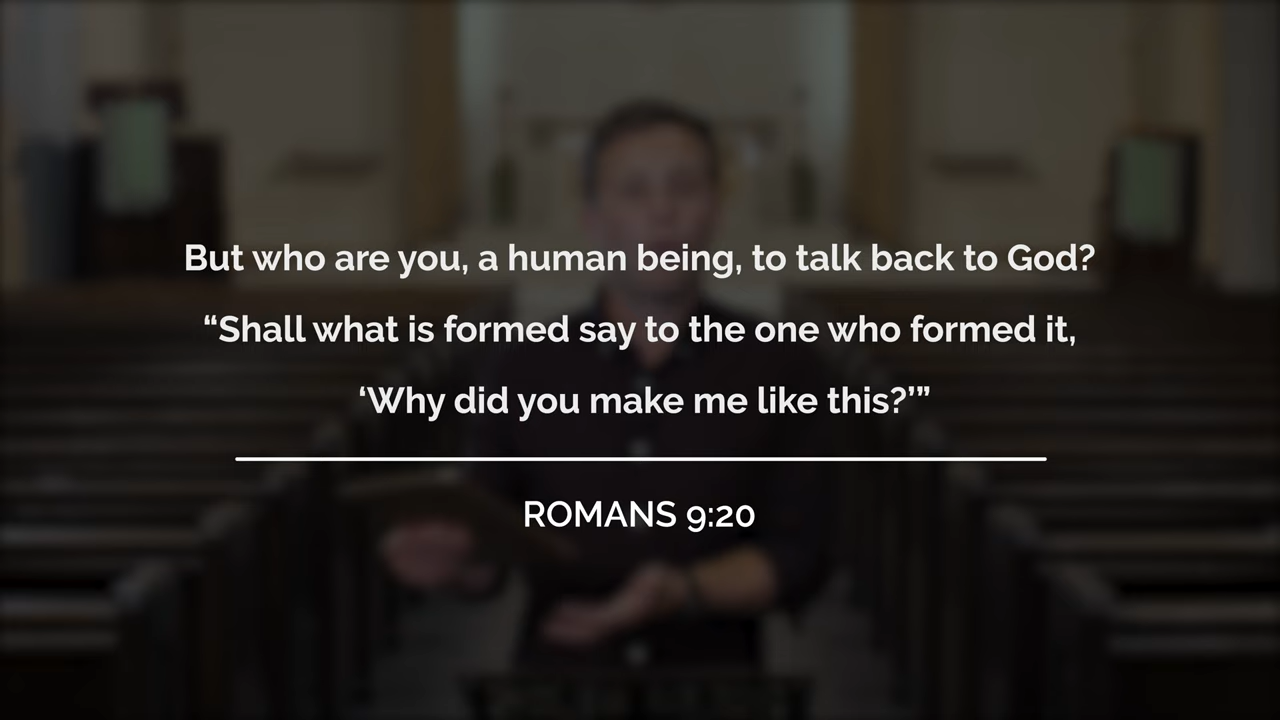 But who are you, a human being, to talk back to God?
“Shall what is formed say to the one who formed it,
‘Why did you make me like this?’”
ROMANS 9:20